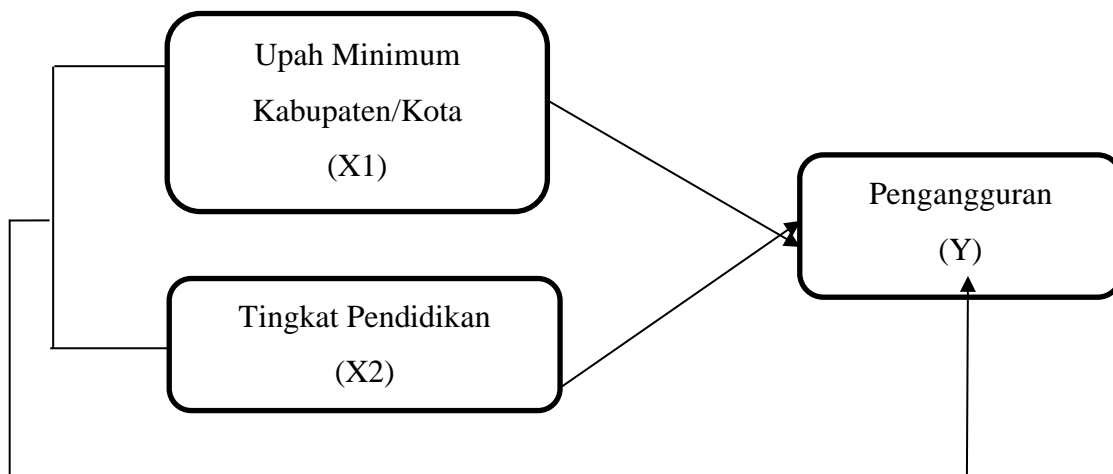 Upah Minimum
Kabupaten/Kota
(X1)
Pengangguran
(Y)
Tingkat Pendidikan
(X2)